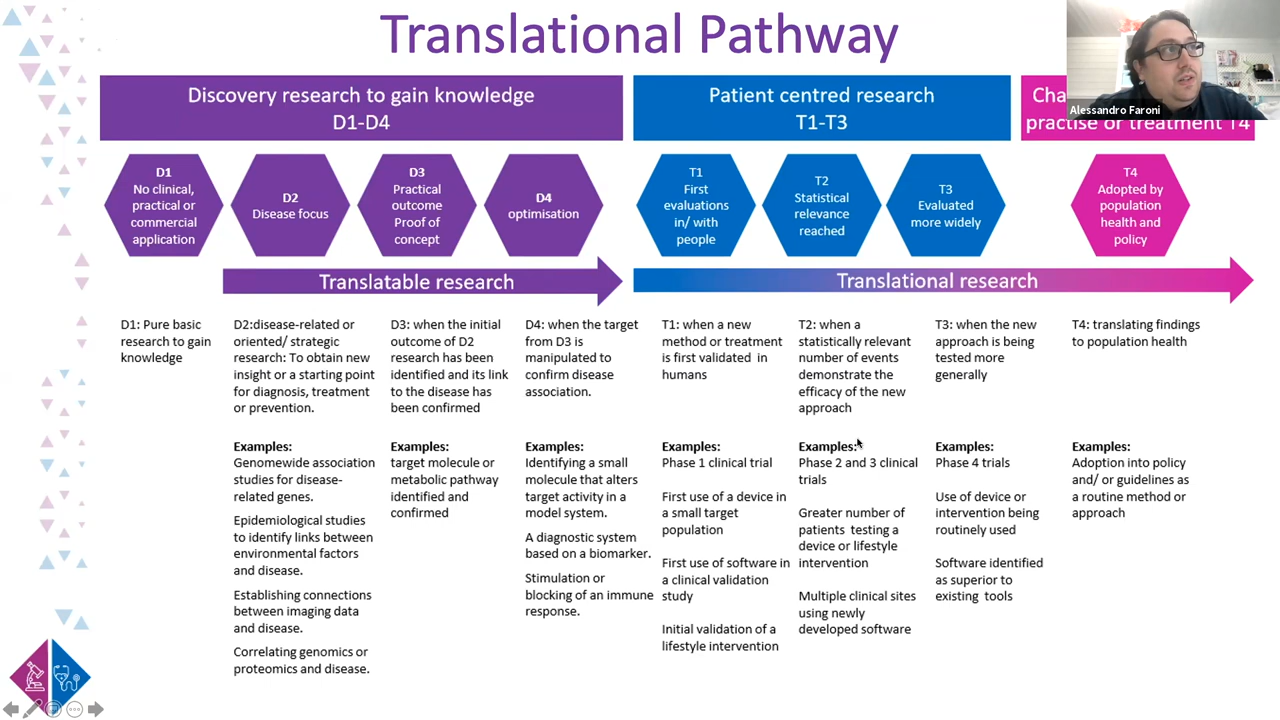 Translational Pathway
Alessandro Faroni
Discovery research to gain knowledge
D1-D4
Patient centred research
T1-T3
practise or treatment T4
D1
No clinical,
practical or
commercial
application
D2
Disease focus
D3
Practical
outcome
Proof of
concept
D4
optimisation
T1
First
evaluations
in/ with
people
T2
Statistical
relevance
reached
T3
Evaluated
more widely
T4
Adopted by
population
health and
policy
Translatable research
Translational research
D1: Pure basic
research to gain
knowledge
D2:disease-related or
oriented/ strategic
research: To obtain new
insight or a starting point
for diagnosis, treatment
or prevention.
Examples:
Genomewide association
studies for disease-
related genes.
Epidemiological studies
to identify links between
environmental factors
and disease.
Establishing connections
between imaging data
and disease.
Correlating genomics or
proteomics and disease.
D3: when the initial
outcome of D2
research has been
identified and its link
to the disease has
been confirmed
Examples:
target molecule or
metabolic pathway
identified and
confirmed
D4: when the target
from D3 is
manipulated to
confirm disease
association.
Examples:
Identifying a small
molecule that alters
target activity in a
model system.
A diagnostic system
based on a biomarker.
Stimulation or
blocking of an immune
response.
T1: when a new
method or treatment
is first validated in
humans
Examples:
Phase 1 clinical trial
First use of a device in
a small target
population
First use of software in
a clinical validation
study
Initial validation of a
lifestyle intervention
T2: when a
statistically relevant
number of events
demonstrate the
efficacy of the new
approach
Examples:
Phase 2 and 3 clinical
trials
Greater number of
patients testing a
device or lifestyle
intervention
Multiple clinical sites
using newly
developed software
T3: when the new
approach is being
tested more
generally
Examples:
Phase 4 trials
Use of device or
intervention being
routinely used
Software identified
as superior to
existing tools
T4: translating findings
to population health
Examples:
Adoption into policy
and/ or guidelines as
a routine method or
approach